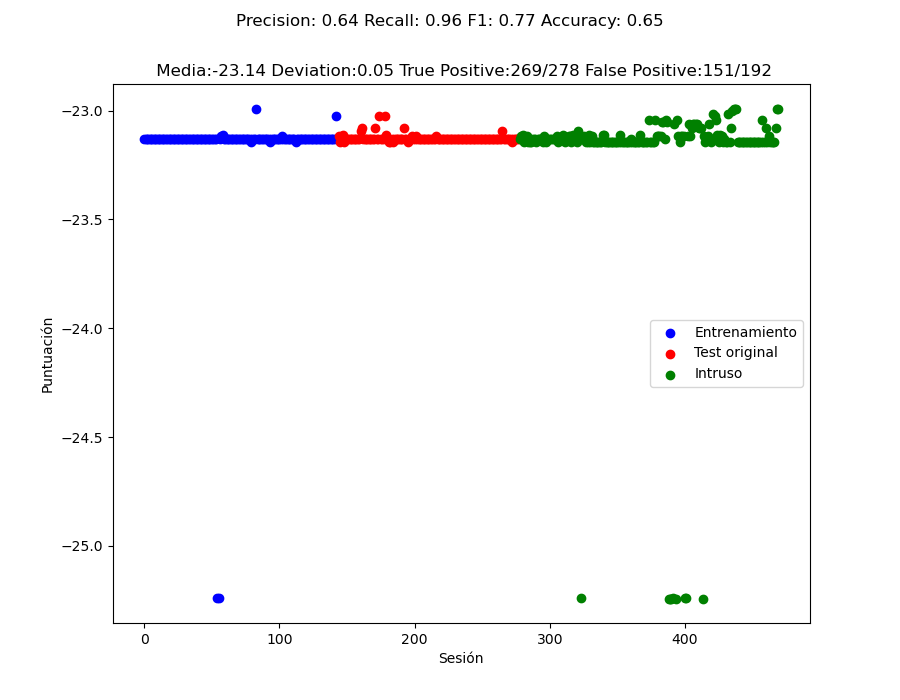 Precision: 0.64 Recall: 0.96 F1: 0.77 Accuracy: 0.65
Media:-23.14 Deviation:0.05 True Positive:269/278 False Positive:151/192
−23.0
−23.5
−24.0
−24.5
−25.0
Puntuación
Entrenamiento
Test original
Intruso
0 100 200 300 400
Sesión